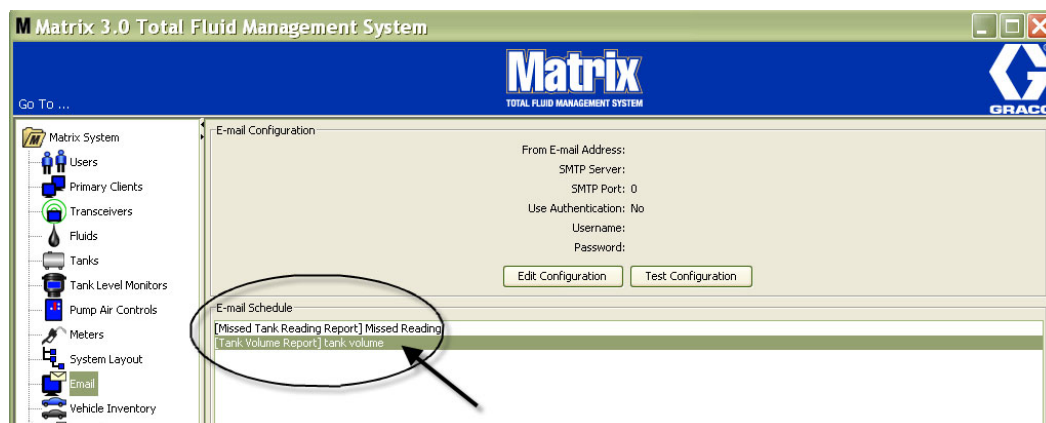 M Matrix 3.0 Total Fluid Management System
Matrix
TOTAL FLUID MANAGEMENT SYSTEM
Go To ...
GRACO
Matrix System
Users
Primary Clients
Transceivers
Fluids
Tanks
Tank Level Monitors
Pump Air Controls
Meters
System Layout
Email
Vehicle Inventory
E-mail Configuration
From E-mail Address:
SMTP Server:
SMTP Port: 0
Use Authentication: No
Username:
Password:
Edit Configuration Test Configuration
E-mail Schedule
[Missed Tank Reading Report] Missed Reading
[Tank Volume Report] tank volume